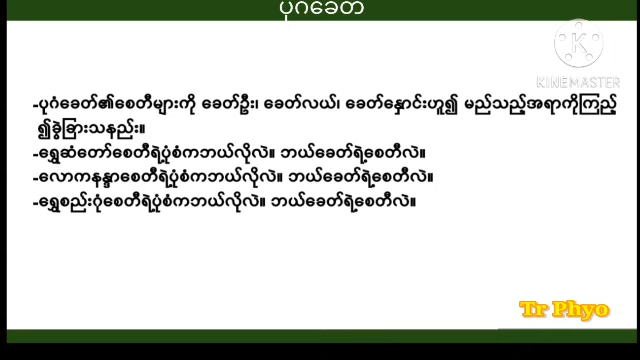 ပုဂံခေတ်
KINEMASTER
-ပုဂံခေတ်၏စေတီများကို ခေတ်ဦး၊ ခေတ်လယ်၊ ခေတ်နှောင်းဟူ၍ မည်သည့်အရာကိုကြည့်
၍ခွဲခြားသနည်း။
-ရွှေဆံတော်စေတီရဲ့ပုံစံကဘယ်လိုလဲ။ ဘယ်ခေတ်ရဲ့စေတီလဲ။
-လောကနန္ဒာစေတီရဲ့ပုံစံကဘယ်လိုလဲ။ ဘယ်ခေတ်ရဲ့စေတီလဲ။
-ရွှေစည်းဂုံစေတီရဲ့ပုံစံကဘယ်လိုလဲ။ ဘယ်ခေတ်ရဲ့စေတီလဲ။
Tr Phyo